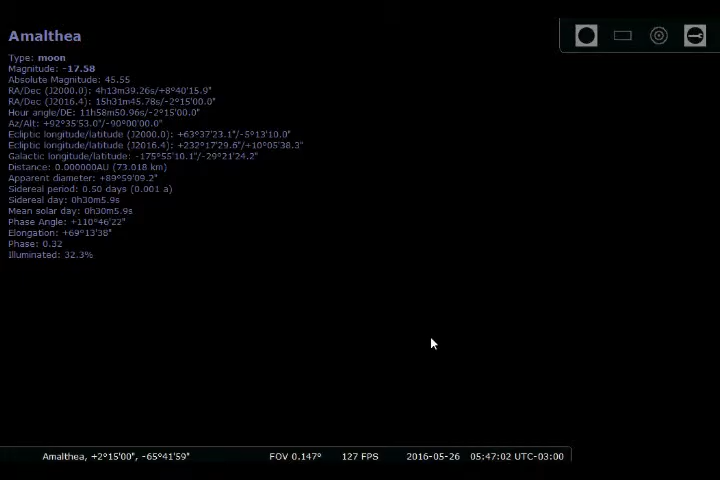 Amalthea
Type: moon
Magnitude: -17.58
Absolute Magnitude: 45.55
RA/Dec (J2000.0): 4h13m39.26s/+8°40'15.9"
RA/Dec (J2016.4): 15h31m45.78s/-2°15'00.0"
Hour angle/DE: 11h58m50.96s/-2°15'00.0"
Az/Alt: +92°35'53.0"/-90°00'00.0"
Ecliptic longitude/latitude (J2000.0): +63°37'23.1"/-5°13'10.0"
Ecliptic longitude/latitude (J2016.4): +232°17'29.6"/+10°05'38.3"
Galactic longitude/latitude: -175°55'10.1"/-29°21'24.2"
Distance: 0.000000AU (73.018 km)
Apparent diameter: +89°59'09.2"
Sidereal period: 0.50 days (0.001 a)
Sidereal day: 0h30m5.9s
Mean solar day: 0h30m5.9s
Phase Angle: +110°46'22"
Elongation: +69°13'38"
Phase: 0.32
Illuminated: 32.3%
Amalthea, +2°15'00", -65°41'59" FOV 0.147° 127 FPS 2016-05-26 05:47:02 UTC-03:00